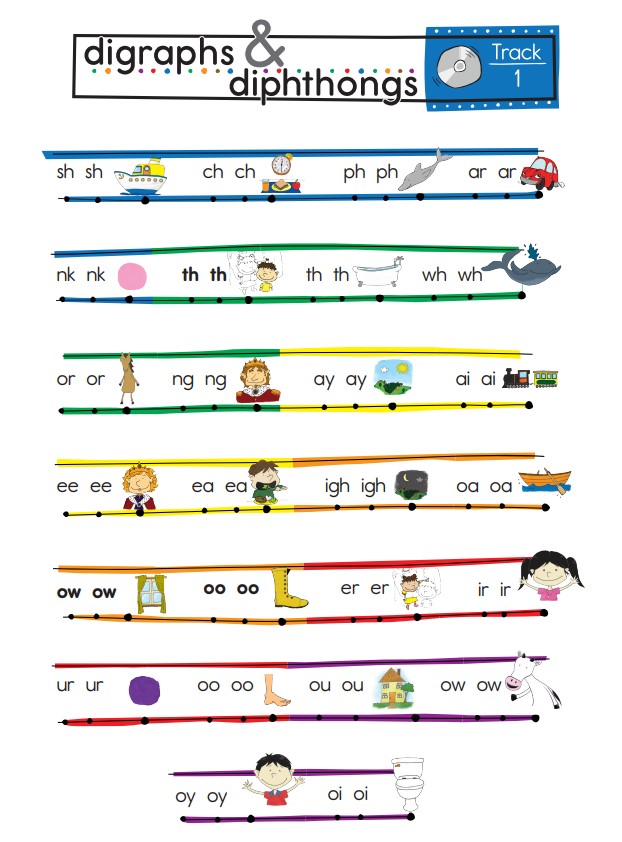 digraphs &
diphthongs
Track
1
sh sh ch ch ph ph ar ar
nk nk th th th th wh wh
or or ng ng ay ay ai ai
ee ee ea ea igh igh oa oa
ow ow oo oo er er ir ir
ur ur oo oo ou ou ow ow
oy oy oi oi